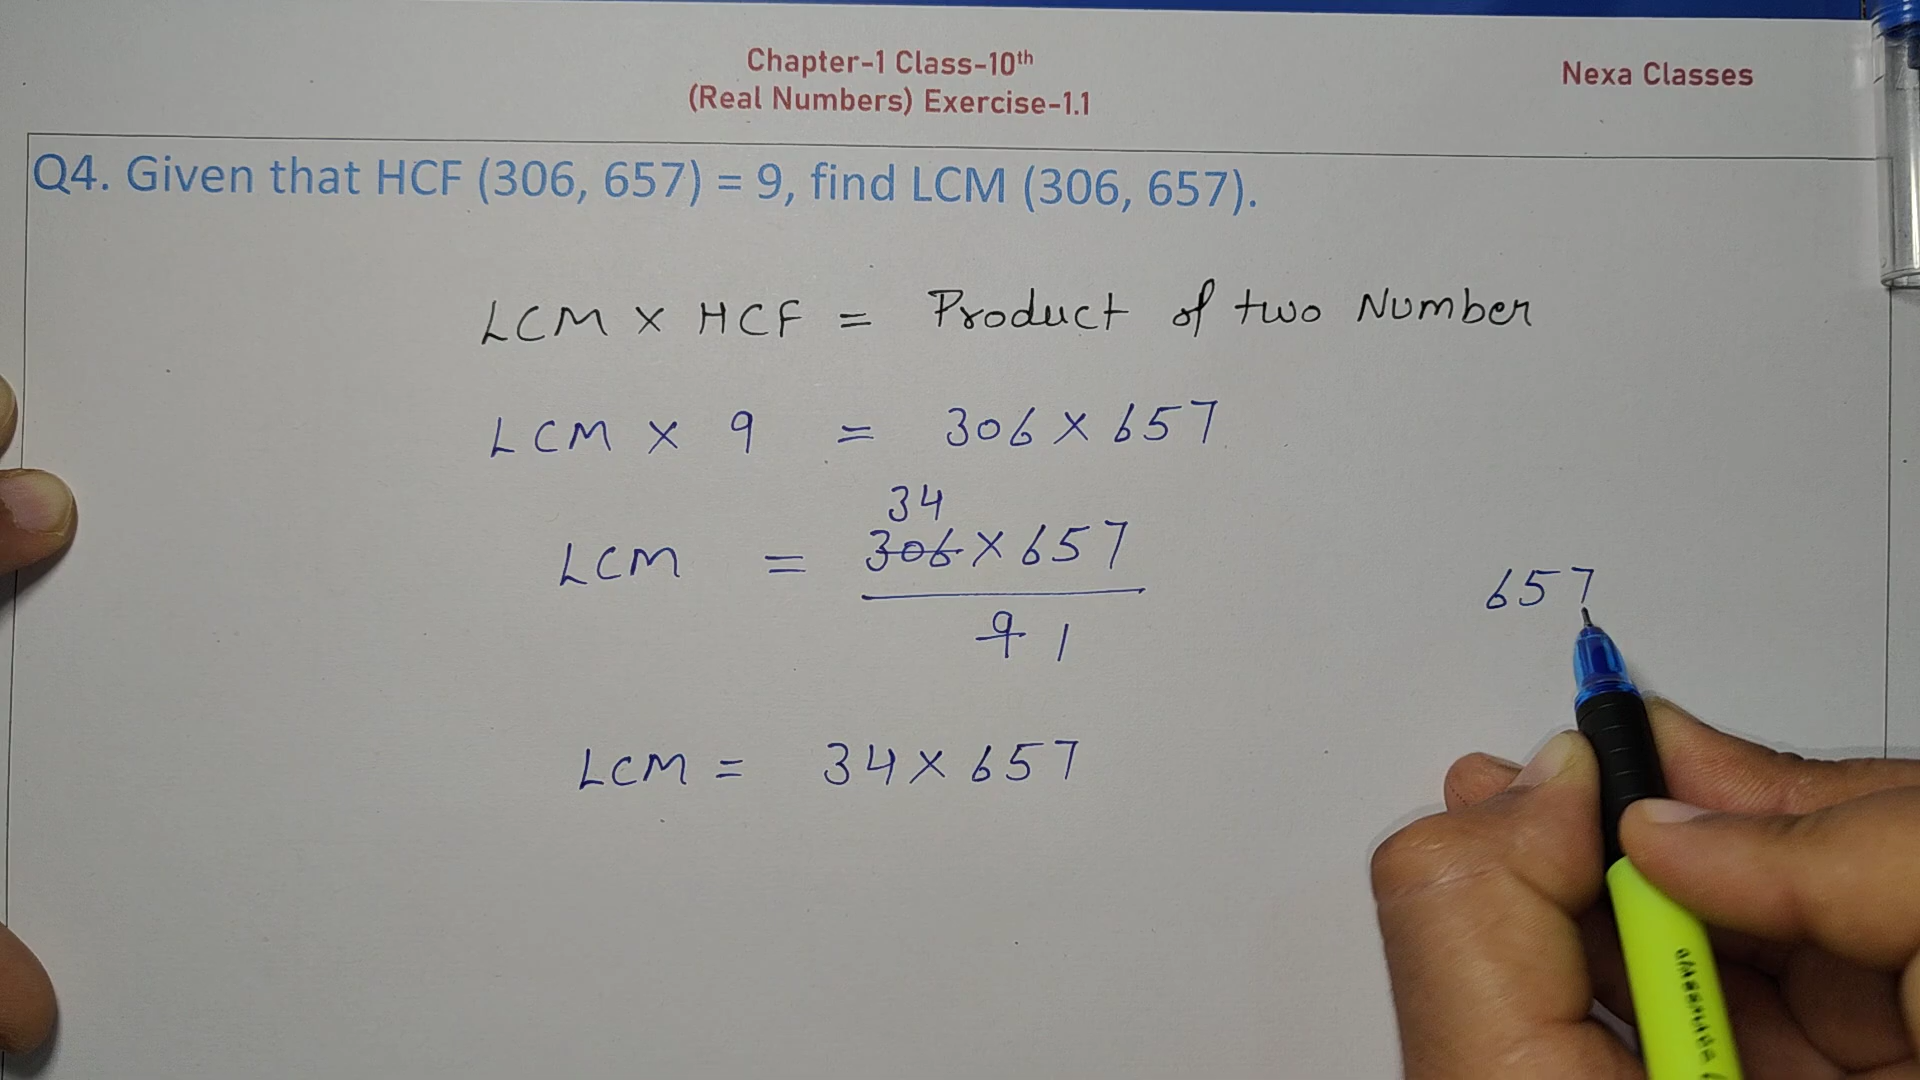 Chapter-1 Class-10th
(Real Numbers) Exercise-1.1
Nexa Classes
Q4. Given that HCF (306, 657) = 9, find LCM (306, 657).
LCM × HCF = Product of two Number
LCM × 9 = 306 × 657
34
LCM = 306 × 657
9 1
657
LCM = 34 × 657